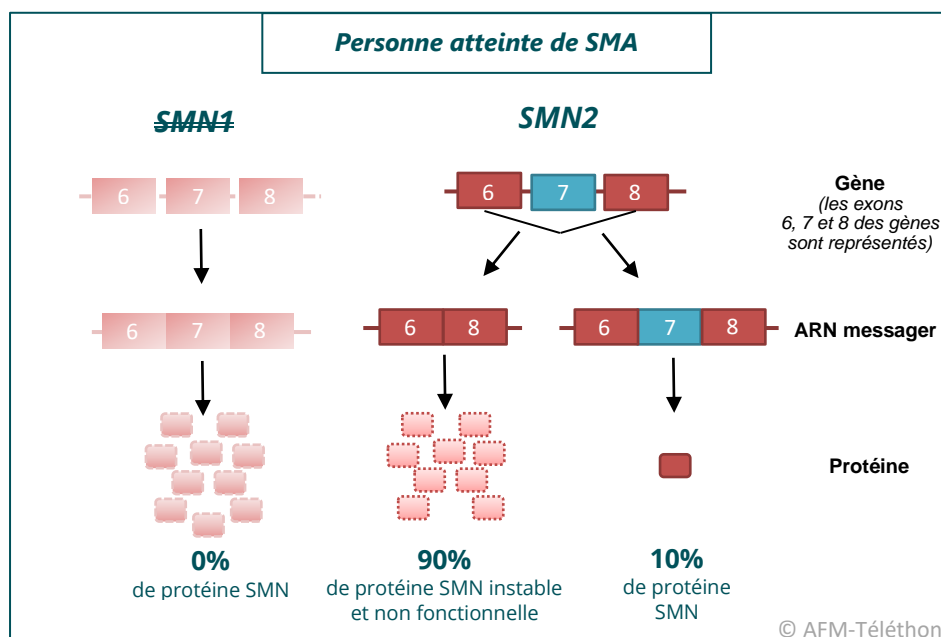 Personne atteinte de SMA
SMN1
SMN2
6 7 8
6 7 8
Gène
(les exons
6, 7 et 8 des gènes
sont représentés)
6 7 8
6 8
6 7 8
ARN messager
Protéine
0%
de protéine SMN
90%
de protéine SMN instable
et non fonctionnelle
10%
de protéine
SMN
© AFM-Téléthon